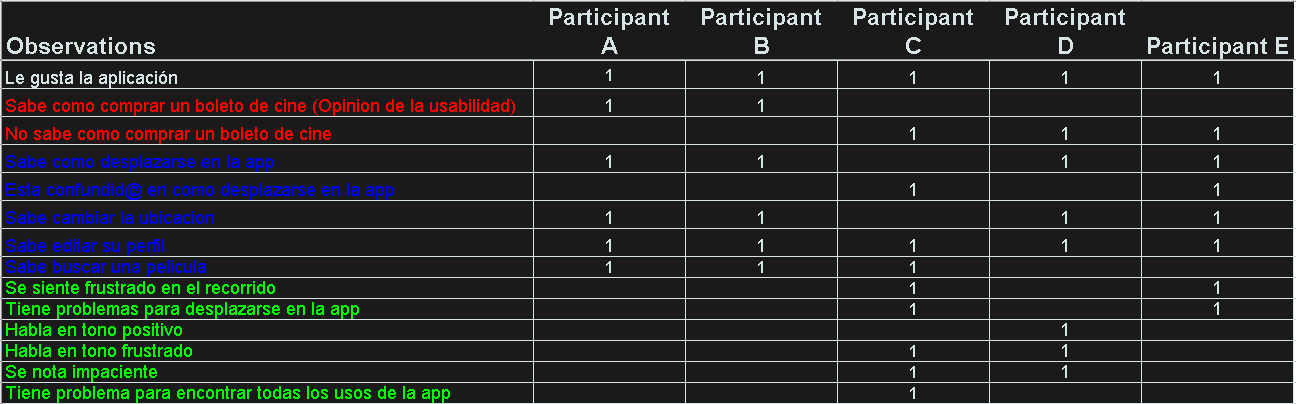 Observations Participant A Participant B Participant C Participant D Participant E
Le gusta la aplicación 1 1 1 1 1
Sabe como comprar un boleto de cine (Opinion de la usabilidad) 1 1
No sabe como comprar un boleto de cine 1 1 1
Sabe como desplazarse en la app 1 1 1 1
Esta confundid@ en como desplazarse en la app 1 1
Sabe cambiar la ubicacion 1 1 1 1
Sabe editar su perfil 1 1 1 1 1
Sabe buscar una pelicula 1 1 1
Se siente frustrado en el recorrido 1 1
Tiene problemas para desplazarse en la app 1 1
Habla en tono positivo 1
Habla en tono frustrado 1 1
Se nota impaciente 1 1
Tiene problema para encontrar todas los usos de la app 1